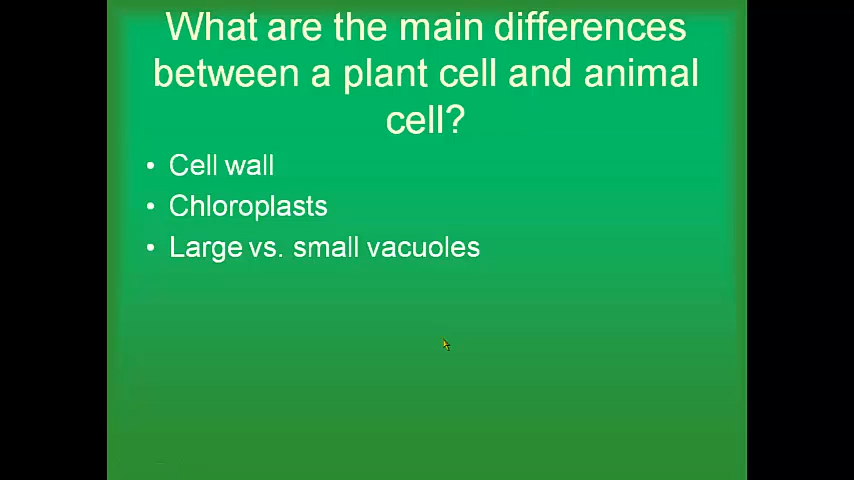 What are the main differences
between a plant cell and animal
cell?
• Cell wall
• Chloroplasts
• Large vs. small vacuoles